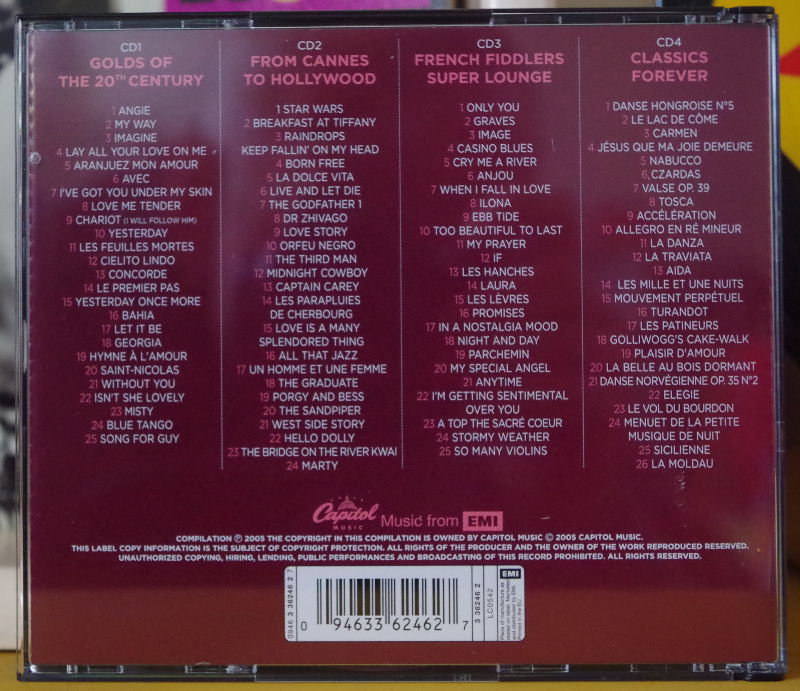 CD1
GOLDS OF
THE 20TH CENTURY
1 ANGIE
2 MY WAY
3 IMAGINE
4 LAY ALL YOUR LOVE ON ME
5 ARANJUEZ MON AMOUR
6 AVEC
7 I'VE GOT YOU UNDER MY SKIN
8 LOVE ME TENDER
9 CHARIOT (I WILL FOLLOW HIM)
10 YESTERDAY
11 LES FEUILLES MORTES
12 CIELITO LINDO
13 CONCORDE
14 LE PREMIER PAS
15 YESTERDAY ONCE MORE
16 BAHIA
17 LET IT BE
18 GEORGIA
19 HYMNE À L'AMOUR
20 SAINT-NICOLAS
21 WITHOUT YOU
22 ISN'T SHE LOVELY
23 MISTY
24 BLUE TANGO
25 SONG FOR GUY
CD2
FROM CANNES
TO HOLLYWOOD
1 STAR WARS
2 BREAKFAST AT TIFFANY
3 RAINDROPS
KEEP FALLIN' ON MY HEAD
4 BORN FREE
5 LA DOLCE VITA
6 LIVE AND LET DIE
7 THE GODFATHER 1
8 DR ZHIVAGO
9 LOVE STORY
10 ORFEU NEGRO
11 THE THIRD MAN
12 MIDNIGHT COWBOY
13 CAPTAIN CAREY
14 LES PARAPLUIES
DE CHERBOURG
15 LOVE IS A MANY
SPLENDORED THING
16 ALL THAT JAZZ
17 UN HOMME ET UNE FEMME
18 THE GRADUATE
19 PORGY AND BESS
20 THE SANDPIPER
21 WEST SIDE STORY
22 HELLO DOLLY
23 THE BRIDGE ON THE RIVER KWAI
24 MARTY
CD3
FRENCH FIDDLERS
SUPER LOUNGE
1 ONLY YOU
2 GRAVES
3 IMAGE
4 CASINO BLUES
5 CRY ME A RIVER
6 ANJOU
7 WHEN I FALL IN LOVE
8 ILONA
9 EBB TIDE
10 TOO BEAUTIFUL TO LAST
11 MY PRAYER
12 IF
13 LES HANCHES
14 LAURA
15 LES LÈVRES
16 PROMISES
17 IN A NOSTALGIA MOOD
18 NIGHT AND DAY
19 PARCHEMIN
20 MY SPECIAL ANGEL
21 ANYTIME
22 I'M GETTING SENTIMENTAL
OVER YOU
23 A TOP THE SACRÉ COEUR
24 STORMY WEATHER
25 SO MANY VIOLINS
CD4
CLASSICS
FOREVER
1 DANSE HONGROISE N°5
2 LE LAC DE CÔME
3 CARMEN
4 JÉSUS QUE MA JOIE DEMEURE
5 NABUCCO
6 CZARDAS
7 VALSE OP. 39
8 TOSCA
9 ACCÉLÉRATION
10 ALLEGRO EN RÉ MINEUR
11 LA DANZA
12 LA TRAVIATA
13 AIDA
14 LES MILLE ET UNE NUITS
15 MOUVEMENT PERPÉTUEL
16 TURANDOT
17 LES PATINEURS
18 GOLLIWOGG'S CAKE-WALK
19 PLAISIR D'AMOUR
20 LA BELLE AU BOIS DORMANT
21 DANSE NORVÉGIENNE OP. 35 N°2
22 ELEGIE
23 LE VOL DU BOURDON
24 MENUET DE LA PETITE
MUSIQUE DE NUIT
25 SICILIENNE
26 LA MOLDAU
Capitol
MUSIC
Music from EMI
COMPILATION ℗ 2005 THE COPYRIGHT IN THIS COMPILATION IS OWNED BY CAPITOL MUSIC © 2005 CAPITOL MUSIC.
THIS LABEL COPY INFORMATION IS THE SUBJECT OF COPYRIGHT PROTECTION. ALL RIGHTS OF THE PRODUCER AND THE OWNER OF THE WORK REPRODUCED RESERVED.
UNAUTHORIZED COPYING, HIRING, LENDING, PUBLIC PERFORMANCES AND BROADCASTING OF THIS RECORD PROHIBITED. ALL RIGHTS RESERVED.
0946 3 36246 2 7
0 94633 62462 7
3 36246 2
LC0542
EMI
Place of manufacture as
stated on label. Marketed
and distributed by EMI.
Printed in the EU.